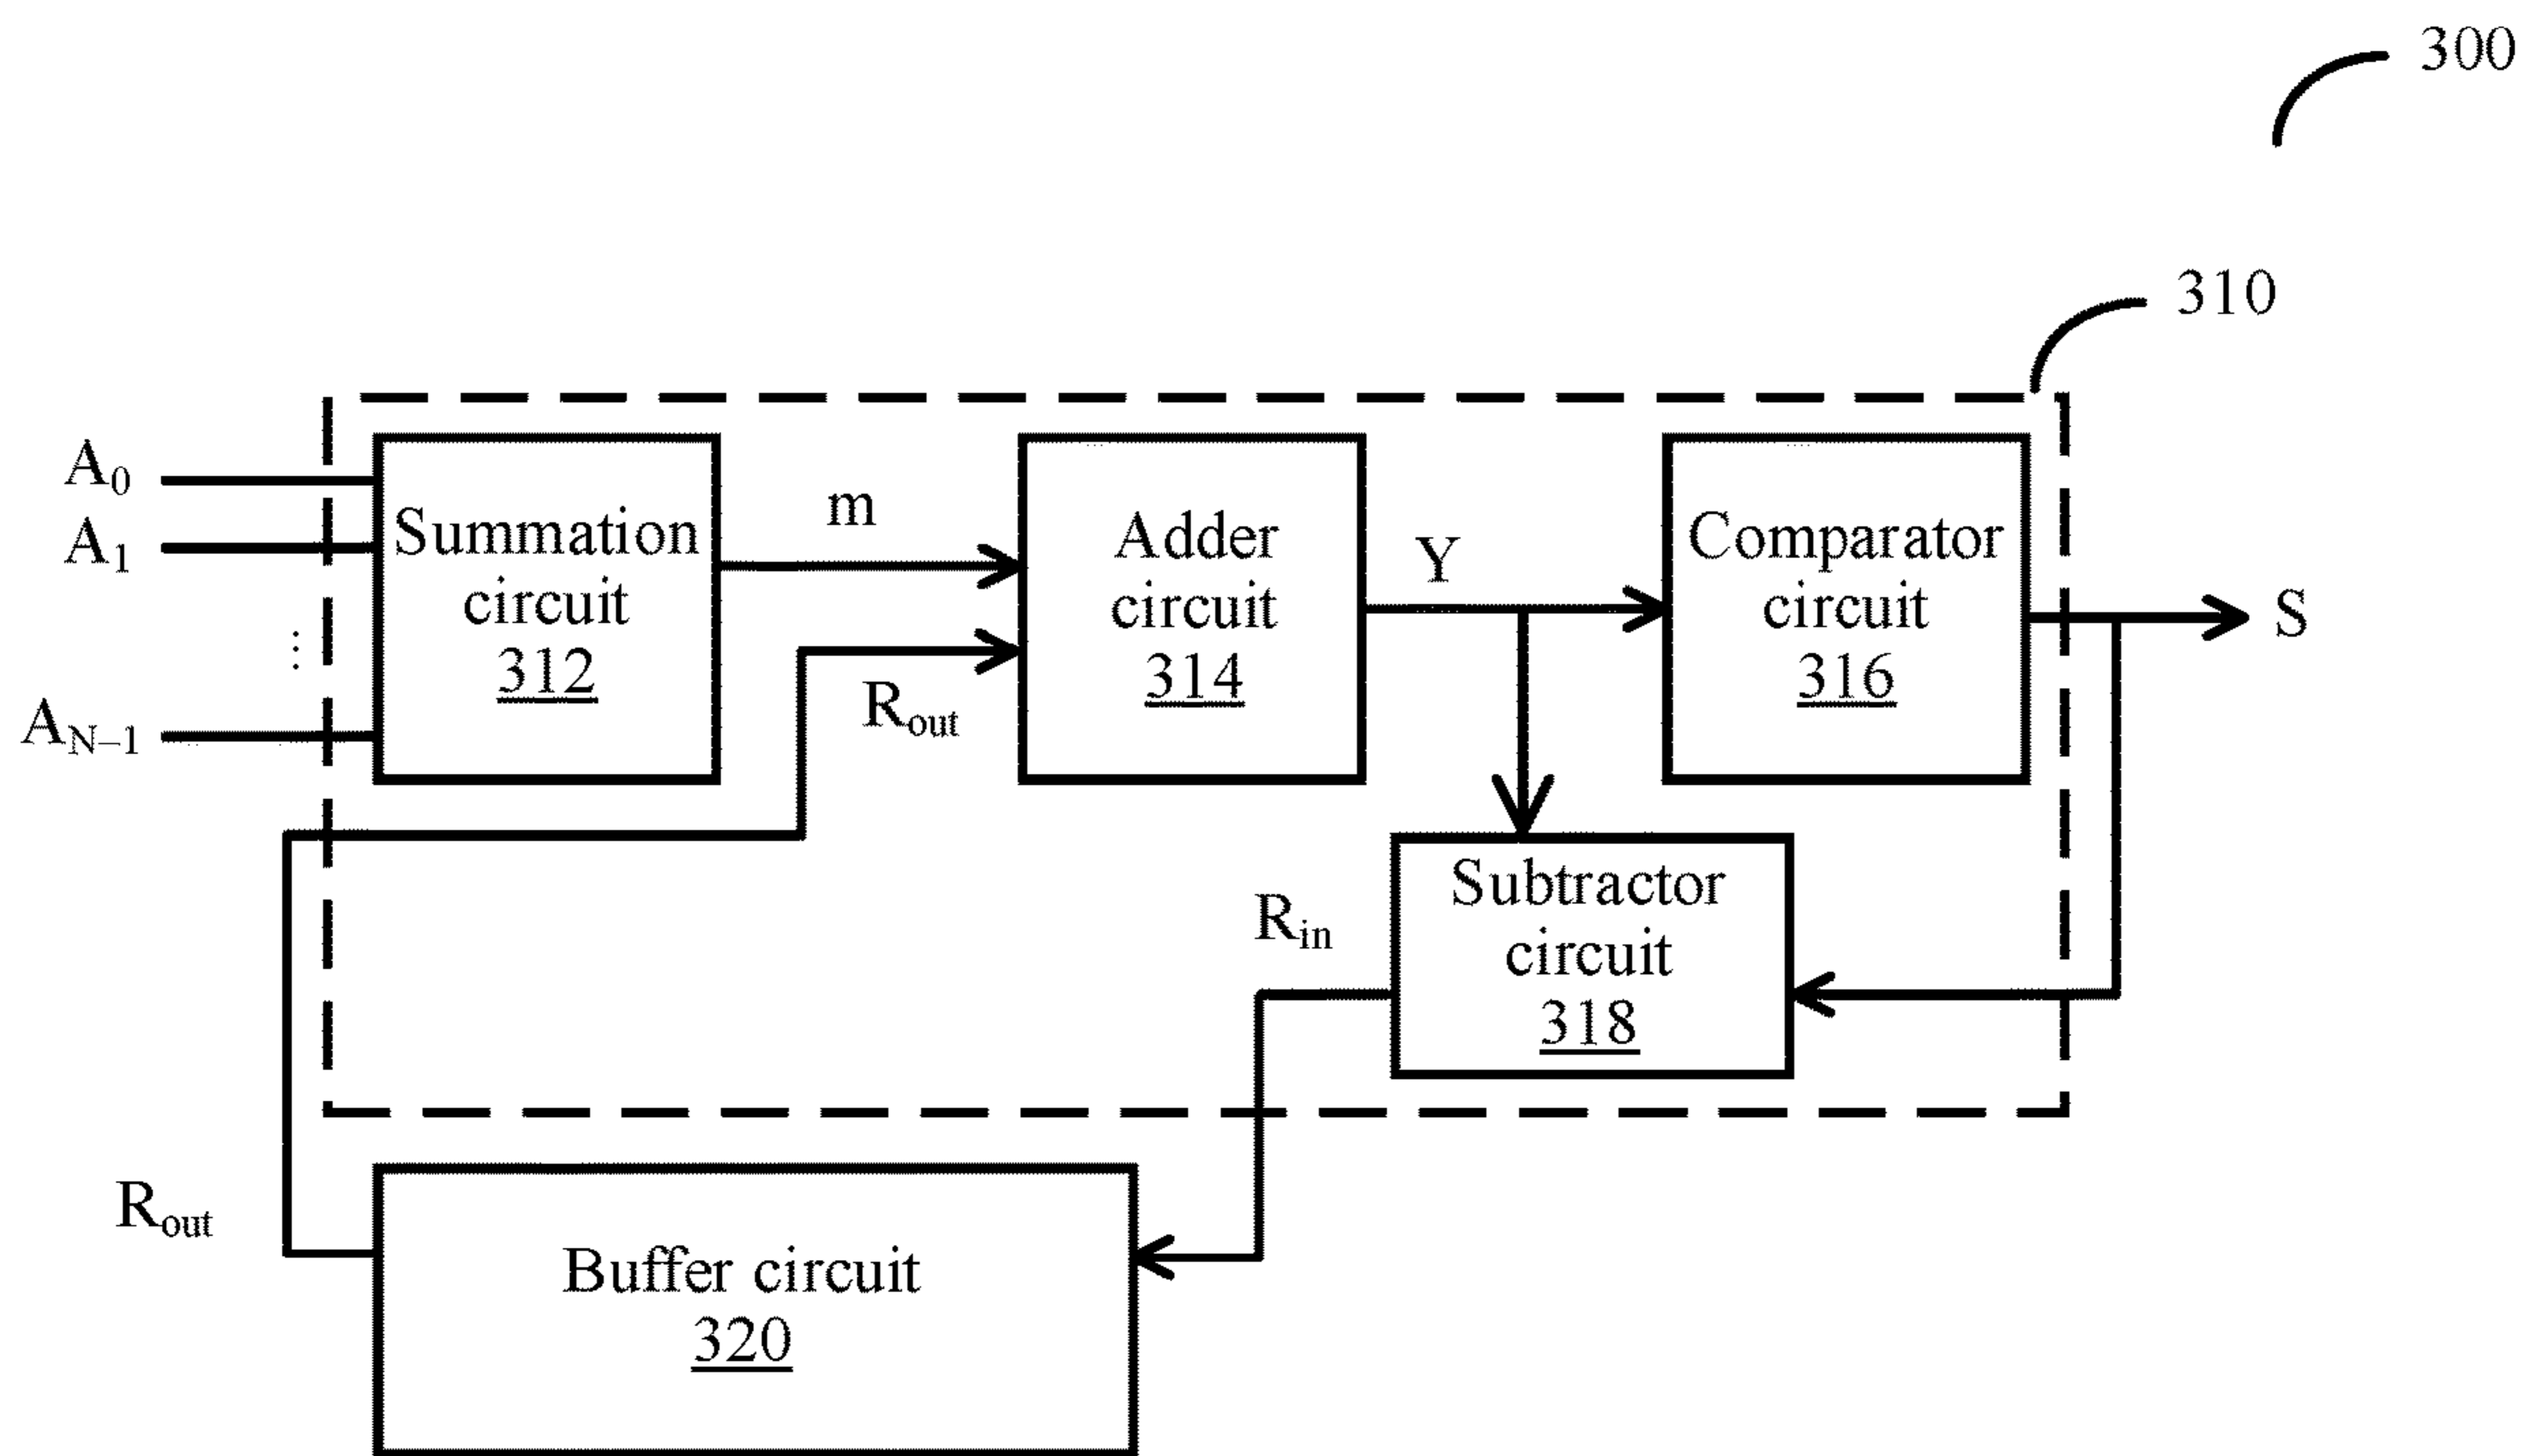 300
310
A0
A1
⋮
AN–1
Summation
circuit
312
m
Rout
Adder
circuit
314
Y
Comparator
circuit
316
S
Subtractor
circuit
318
Rin
Rout
Buffer circuit
320